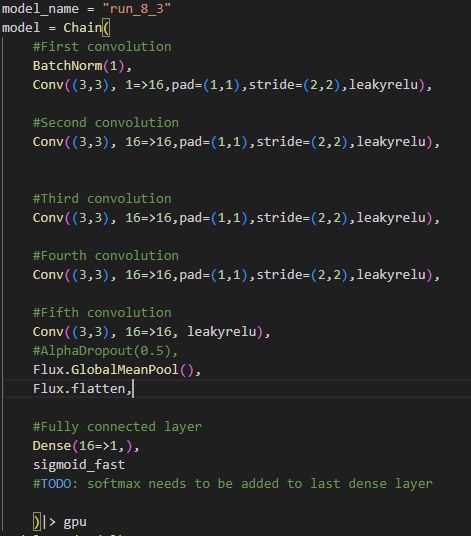 model_name = "run_8_3"
model = Chain(
#First convolution
BatchNorm(1),
Conv((3,3), 1=>16,pad=(1,1),stride=(2,2),leakyrelu),
#Second convolution
Conv((3,3), 16=>16,pad=(1,1),stride=(2,2),leakyrelu),
#Third convolution
Conv((3,3), 16=>16,pad=(1,1),stride=(2,2),leakyrelu),
#Fourth convolution
Conv((3,3), 16=>16,pad=(1,1),stride=(2,2),leakyrelu),
#Fifth convolution
Conv((3,3), 16=>16, leakyrelu),
#AlphaDropout(0.5),
Flux.GlobalMeanPool(),
Flux.flatten,
#Fully connected layer
Dense(16=>1,),
sigmoid_fast
#TODO: softmax needs to be added to last dense layer
)|> gpu